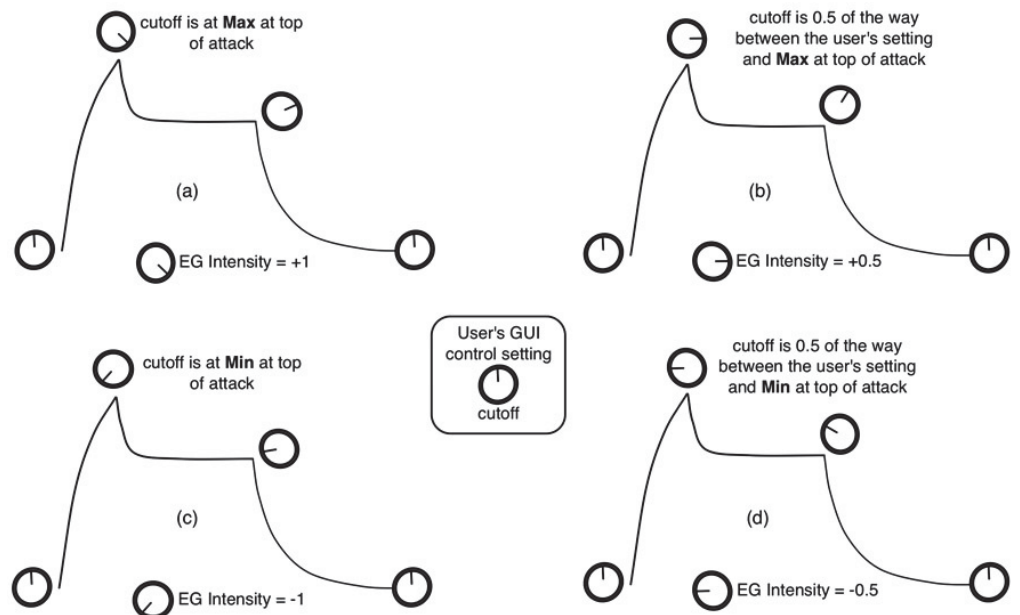 cutoff is at Max at top
of attack
(a)
EG Intensity = +1
cutoff is 0.5 of the way
between the user's setting
and Max at top of attack
(b)
EG Intensity = +0.5
User's GUI
control setting
cutoff
cutoff is at Min at top
of attack
(c)
EG Intensity = -1
cutoff is 0.5 of the way
between the user's setting
and Min at top of attack
(d)
EG Intensity = -0.5